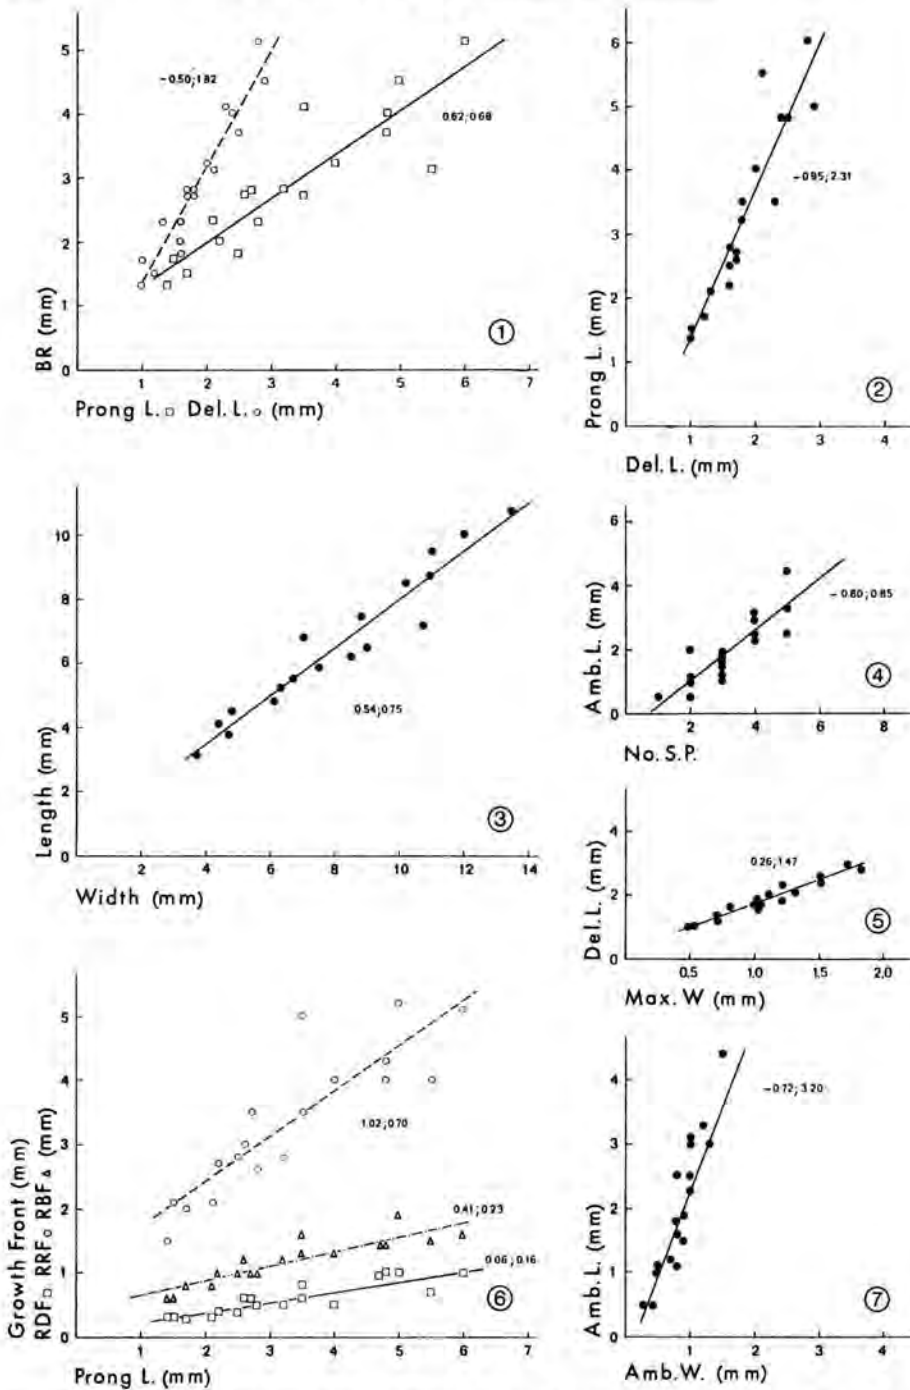 5
4
3
2
1
0
BR (mm)
1 2 3 4 5 6 7
Prong L. □ Del. L. ○ (mm)
-0.50; 1.82
0.62; 0.68
1
6
5
4
3
2
1
0
Prong L. (mm)
1 2 3 4
Del. L. (mm)
-0.95; 2.31
2
10
8
6
4
2
0
Length (mm)
2 4 6 8 10 12 14
Width (mm)
0.54; 0.75
3
6
4
2
0
Amb. L. (mm)
2 4 6 8
No. S.P.
-0.80; 0.85
4
4
2
0
Del. L. (mm)
0.5 1.0 1.5 2.0
Max. W (mm)
0.26; 1.47
5
5
4
3
2
1
0
Growth Front (mm)
RDF □ RRF ○ RBF △ (mm)
1 2 3 4 5 6 7
Prong L. (mm)
1.02; 0.70
0.41; 0.23
0.06; 0.16
6
4
3
2
1
0
Amb. L. (mm)
1 2 3 4
Amb. W. (mm)
-0.72; 3.20
7